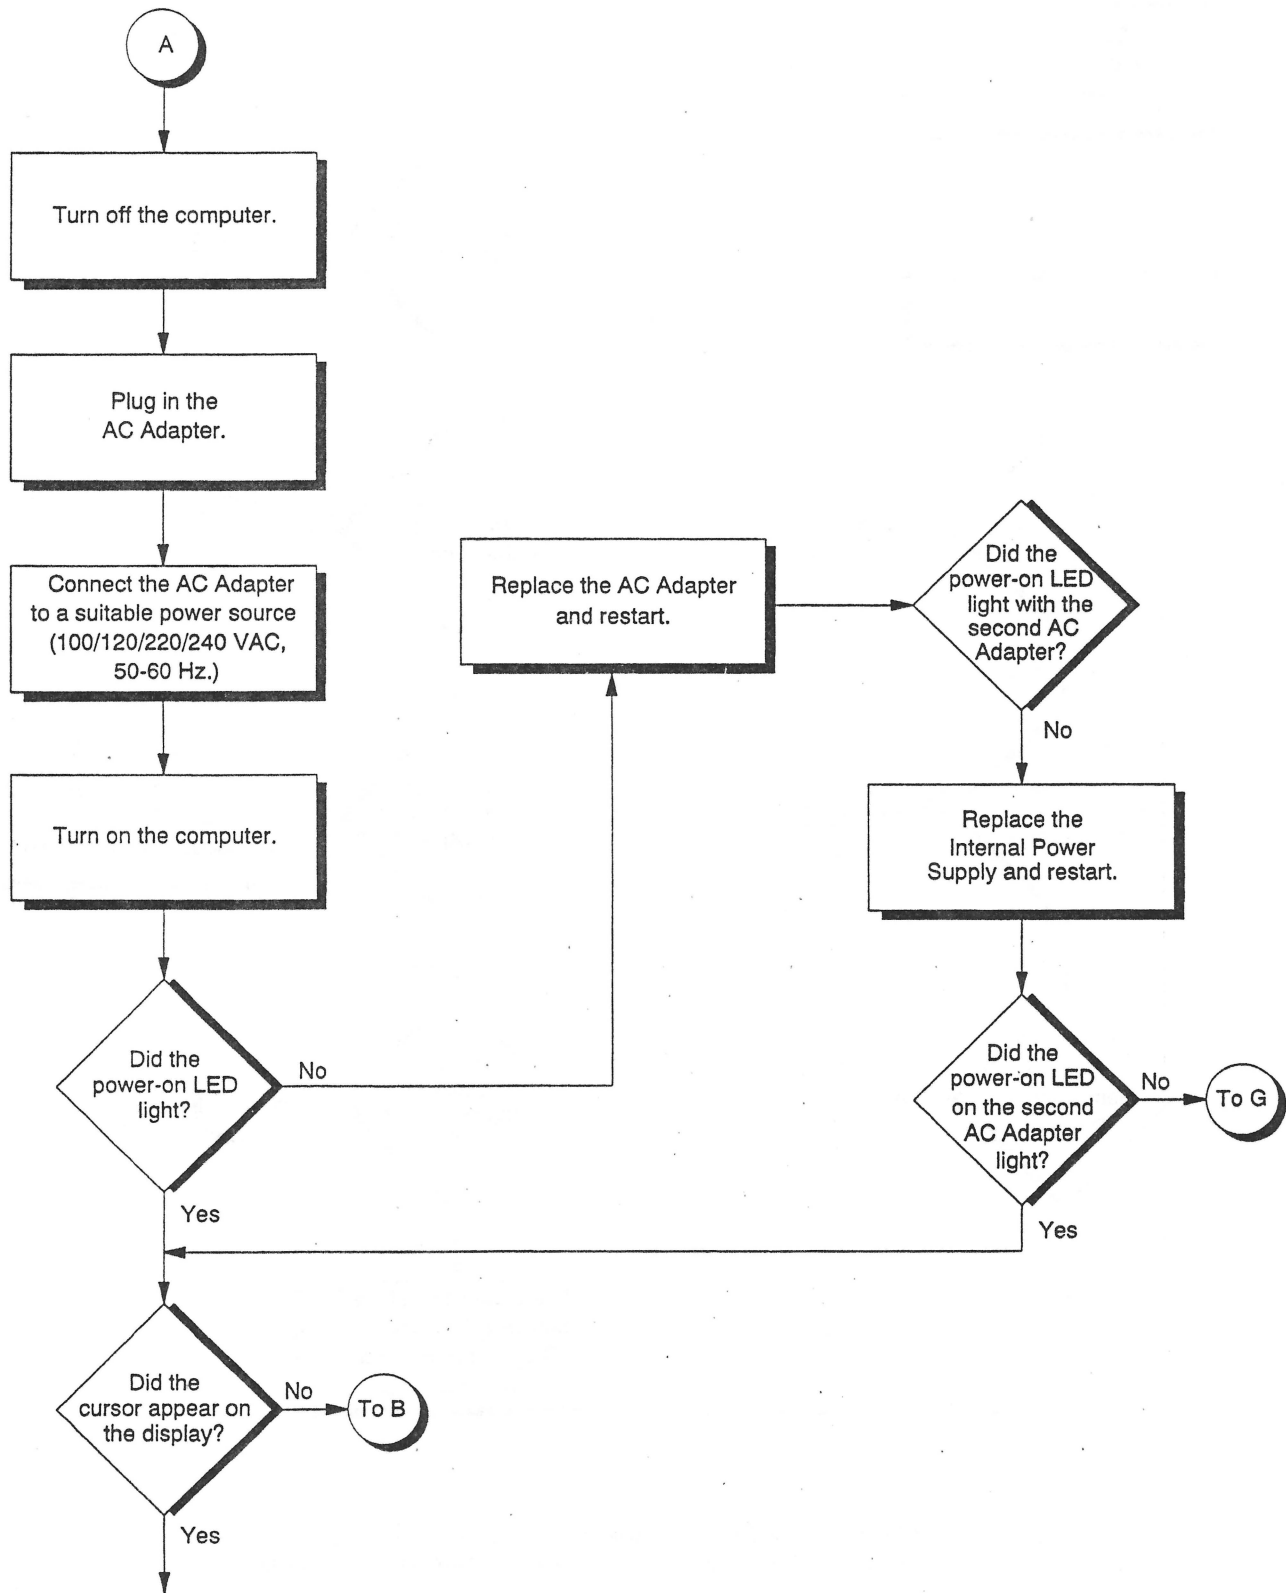 A
Turn off the computer.
Plug in the
AC Adapter.
Connect the AC Adapter
to a suitable power source
(100/120/220/240 VAC,
50-60 Hz.)
Turn on the computer.
Did the
power-on LED
light?
No
Yes
Replace the AC Adapter
and restart.
Did the
power-on LED
light with the
second AC
Adapter?
No
Replace the
Internal Power
Supply and restart.
Did the
power-on LED
on the second
AC Adapter
light?
No
To G
Yes
Did the
cursor appear on
the display?
No
To B
Yes